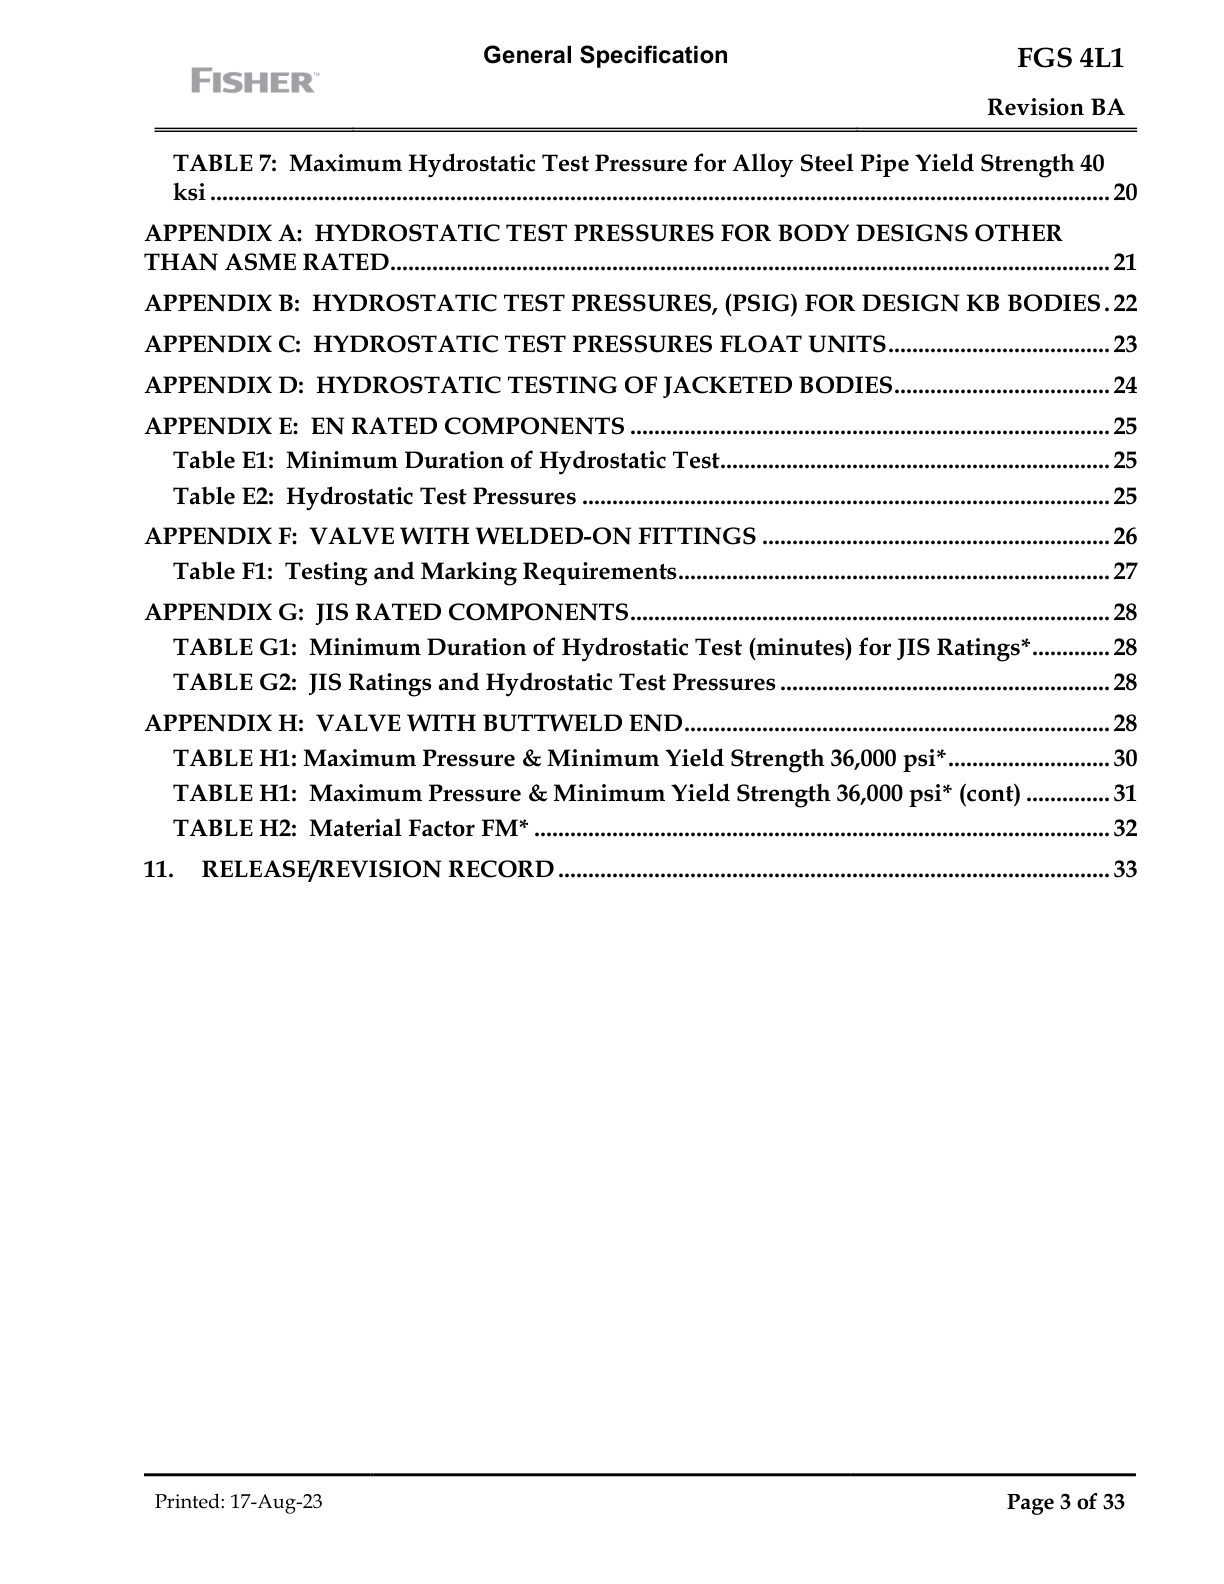 General Specification
FGS 4L1
FISHER™
Revision BA
TABLE 7:  Maximum Hydrostatic Test Pressure for Alloy Steel Pipe Yield Strength 40
ksi ........................................................................................................................................................ 20
APPENDIX A:  HYDROSTATIC TEST PRESSURES FOR BODY DESIGNS OTHER
THAN ASME RATED........................................................................................................................ 21
APPENDIX B:  HYDROSTATIC TEST PRESSURES, (PSIG) FOR DESIGN KB BODIES . 22
APPENDIX C:  HYDROSTATIC TEST PRESSURES FLOAT UNITS..................................... 23
APPENDIX D:  HYDROSTATIC TESTING OF JACKETED BODIES.................................... 24
APPENDIX E:  EN RATED COMPONENTS ................................................................................ 25
Table E1:  Minimum Duration of Hydrostatic Test................................................................. 25
Table E2:  Hydrostatic Test Pressures ........................................................................................ 25
APPENDIX F:  VALVE WITH WELDED-ON FITTINGS .......................................................... 26
Table F1:  Testing and Marking Requirements........................................................................ 27
APPENDIX G:  JIS RATED COMPONENTS................................................................................ 28
TABLE G1:  Minimum Duration of Hydrostatic Test (minutes) for JIS Ratings*............. 28
TABLE G2:  JIS Ratings and Hydrostatic Test Pressures ....................................................... 28
APPENDIX H:  VALVE WITH BUTTWELD END....................................................................... 28
TABLE H1: Maximum Pressure & Minimum Yield Strength 36,000 psi*........................... 30
TABLE H1:  Maximum Pressure & Minimum Yield Strength 36,000 psi* (cont) .............. 31
TABLE H2:  Material Factor FM* ................................................................................................ 32
11.    RELEASE/REVISION RECORD ............................................................................................ 33
Printed: 17-Aug-23
Page 3 of 33